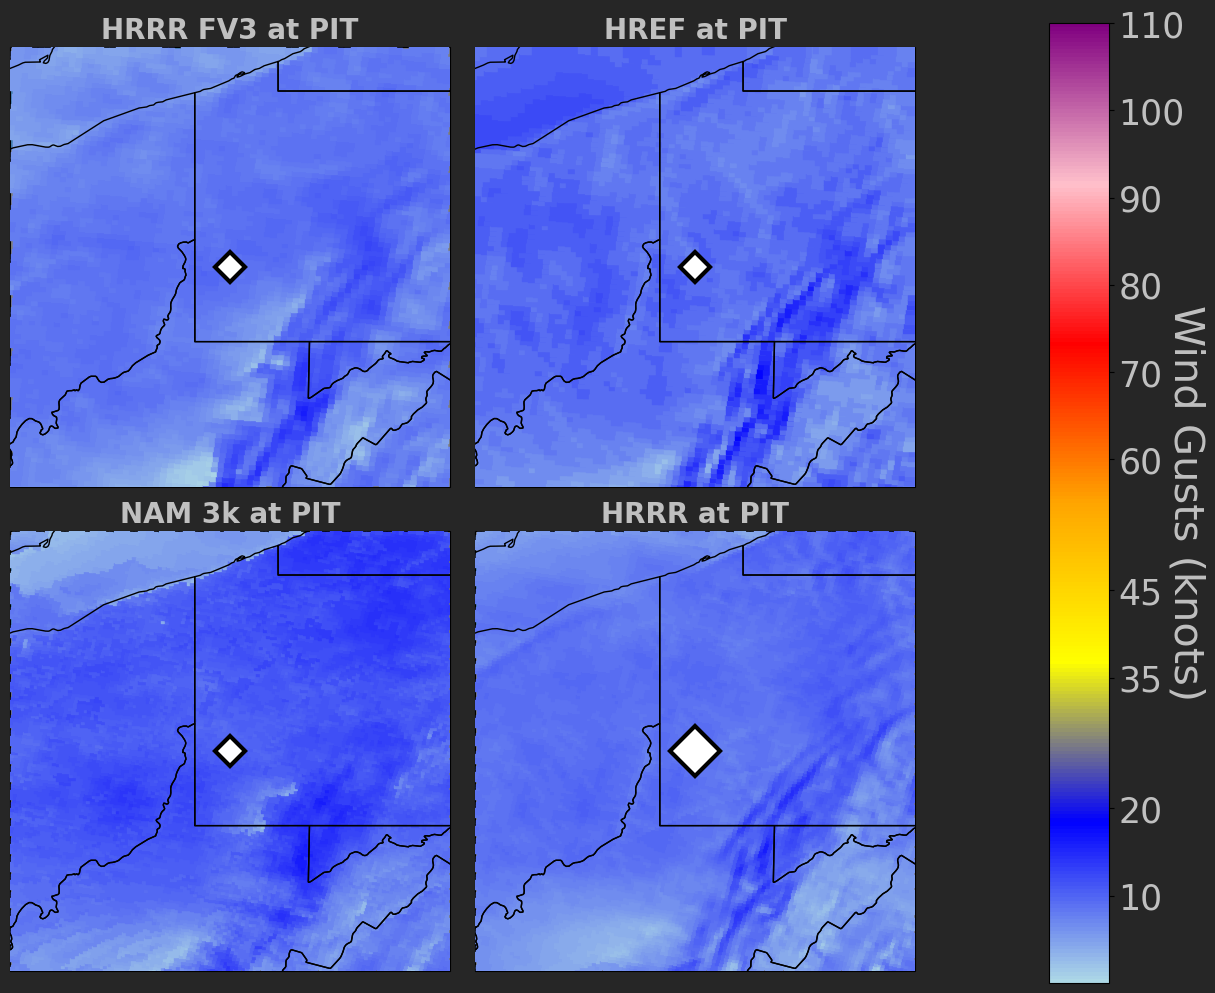 HRRR FV3 at PIT
HREF at PIT
NAM 3k at PIT
HRRR at PIT
110
100
90
80
70
60
45
35
20
10
Wind Gusts (knots)